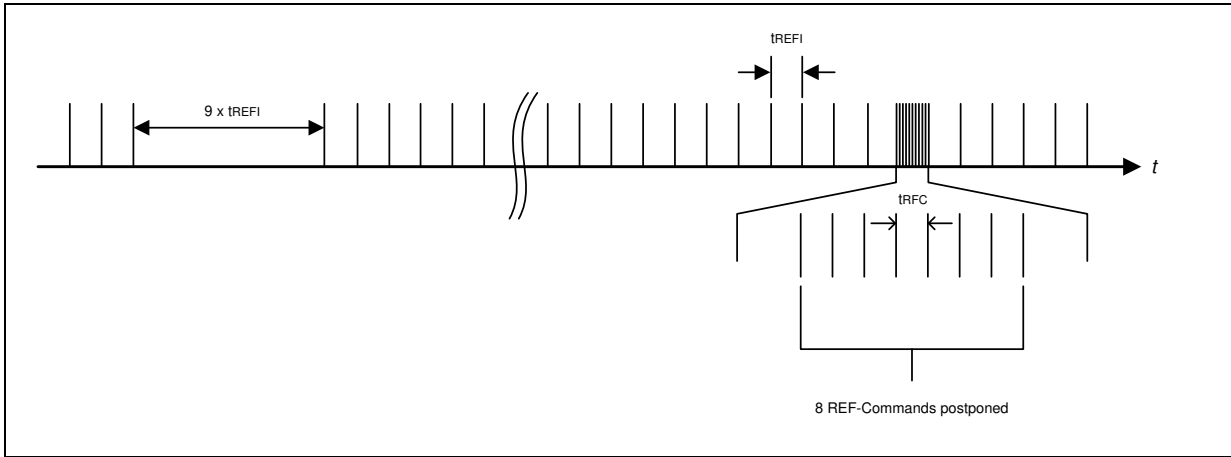 tREFI
9 x tREFI
t
tRFC
8 REF-Commands postponed